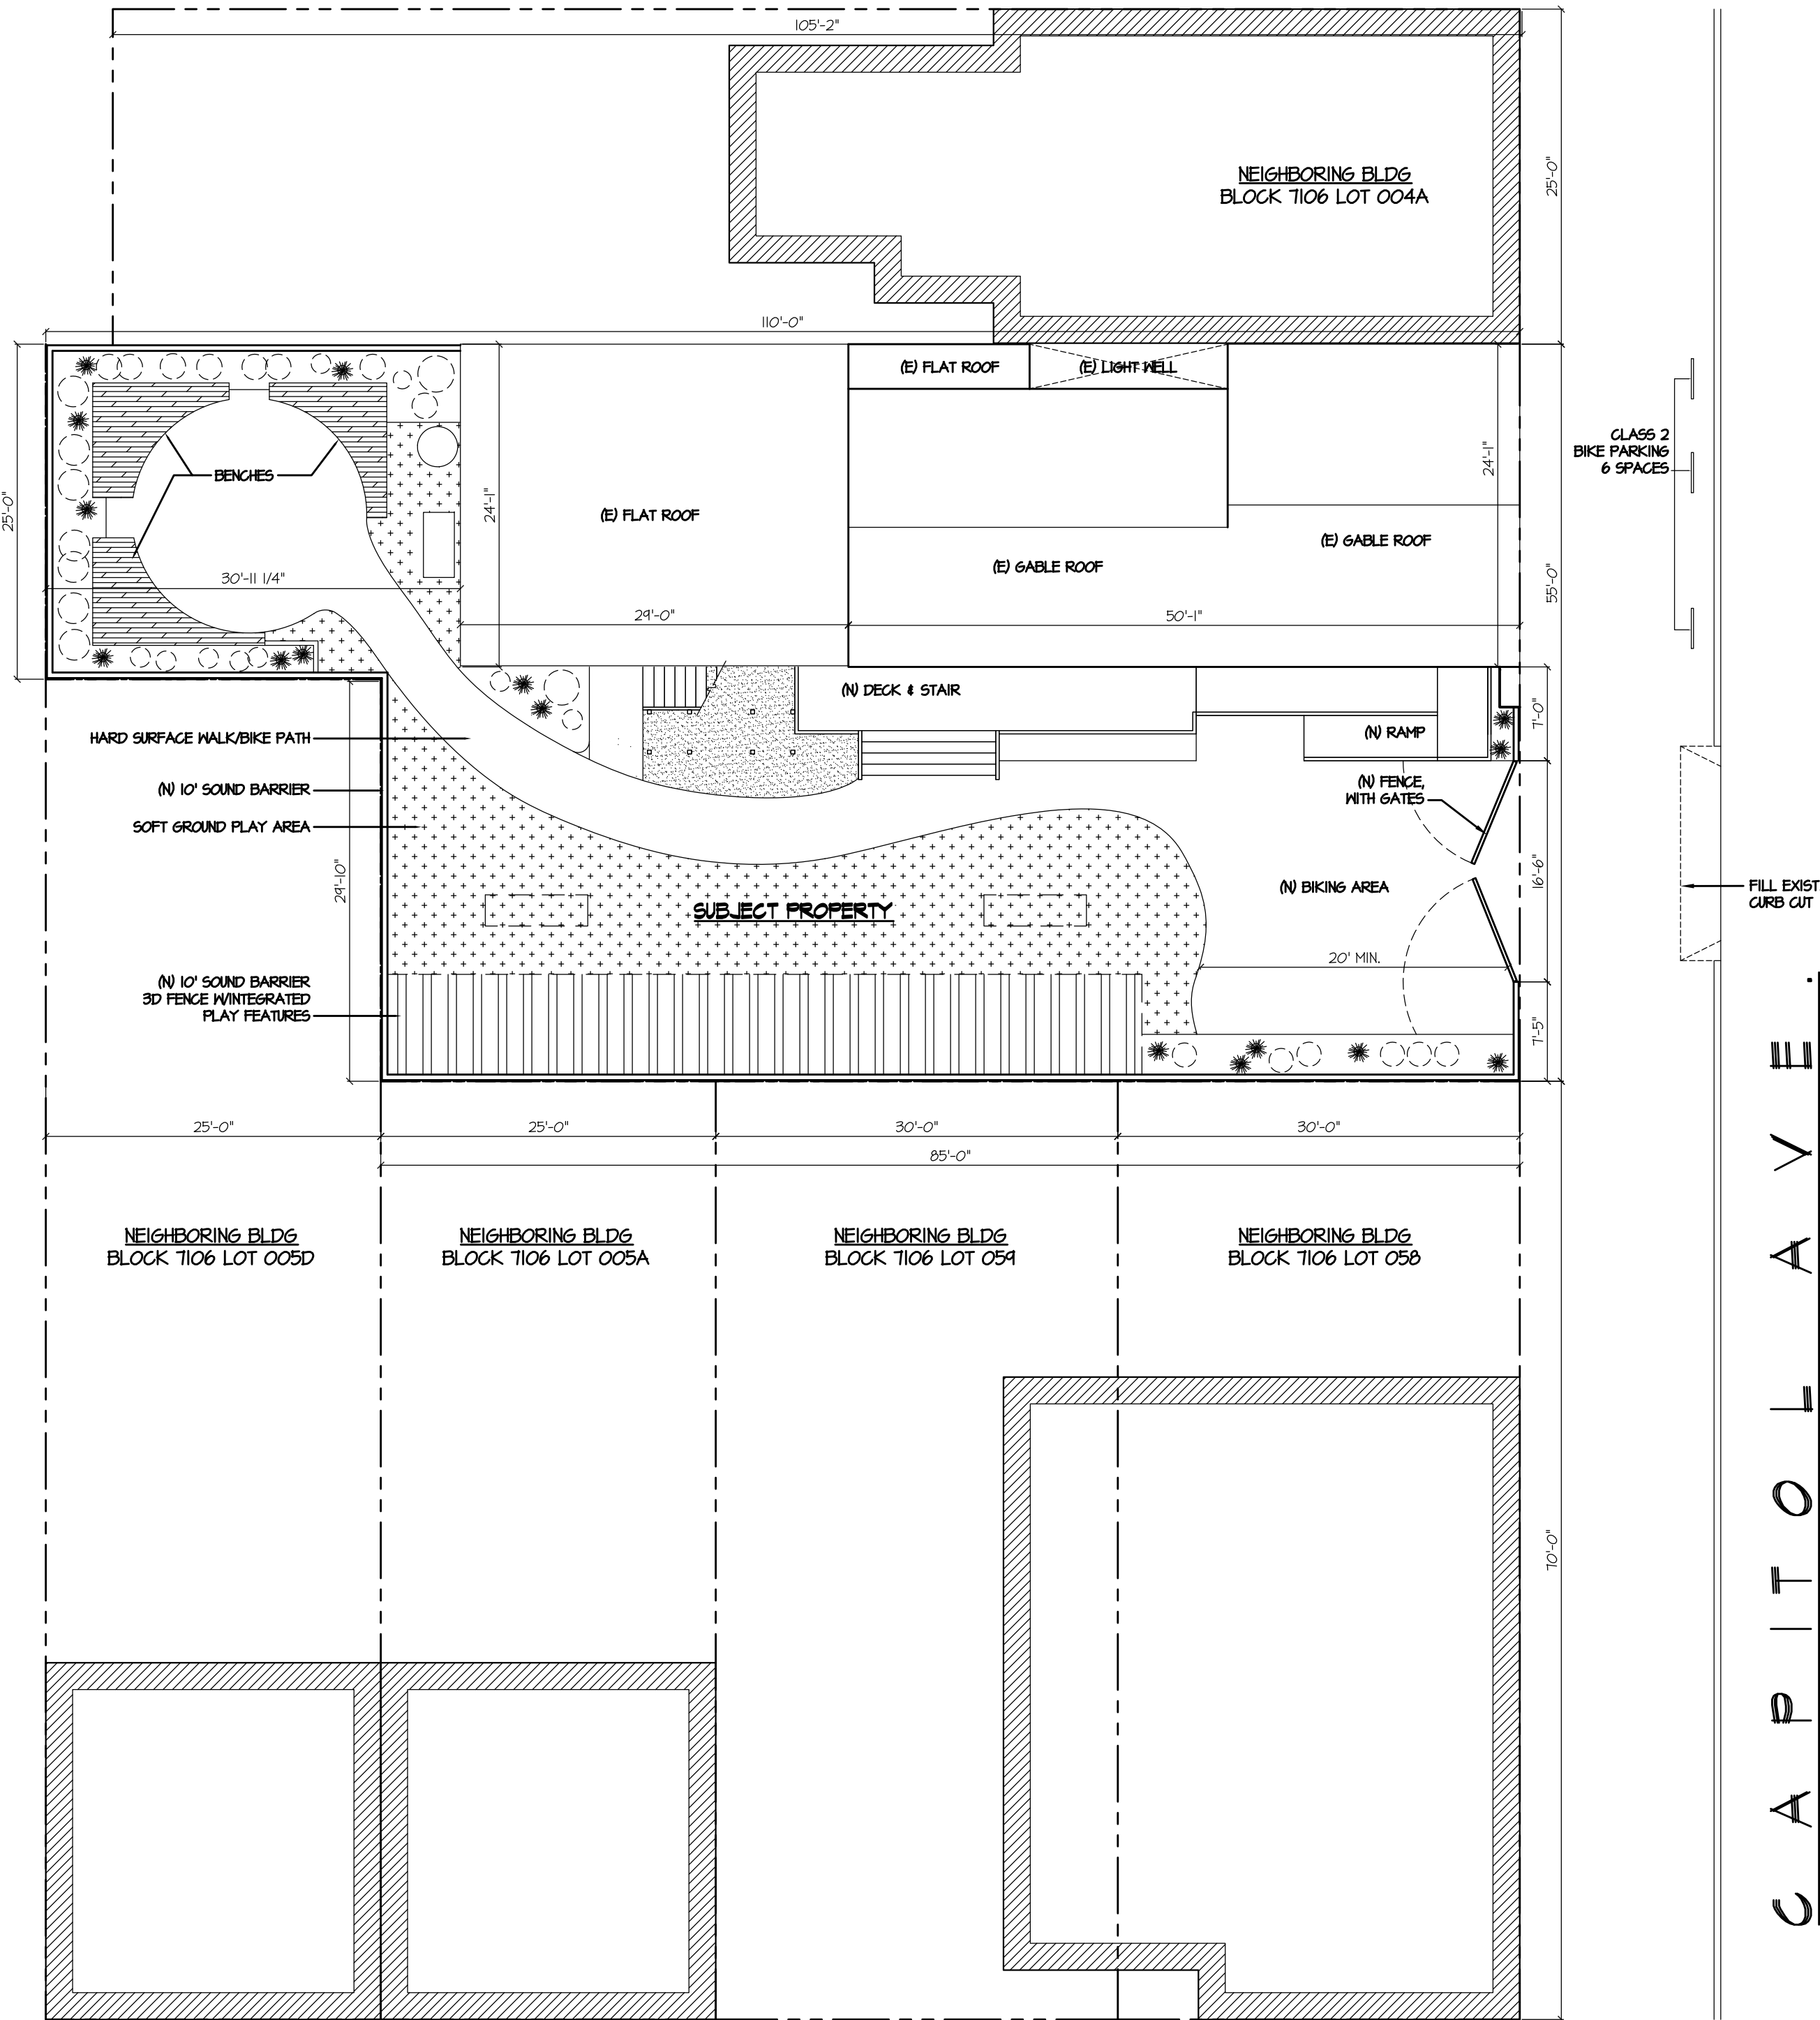 105'-2"
NEIGHBORING BLDG
BLOCK 7106 LOT 004A
25'-0"
110'-0"
(E) FLAT ROOF
(E) LIGHT WELL
CLASS 2
BIKE PARKING
6 SPACES
BENCHES
25'-0"
24'-1"
(E) FLAT ROOF
24'-1"
(E) GABLE ROOF
(E) GABLE ROOF
30'-11 1/4"
29'-0"
50'-1"
55'-0"
(N) DECK & STAIR
7'-0"
HARD SURFACE WALK/BIKE PATH
(N) RAMP
(N) 10' SOUND BARRIER
(N) FENCE,
WITH GATES
SOFT GROUND PLAY AREA
29'-10"
(N) BIKING AREA
16'-6"
FILL EXIST
CURB CUT
SUBJECT PROPERTY
20' MIN.
(N) 10' SOUND BARRIER
3D FENCE W/INTEGRATED
PLAY FEATURES
7'-5"
25'-0"
25'-0"
30'-0"
30'-0"
85'-0"
NEIGHBORING BLDG
BLOCK 7106 LOT 005D
NEIGHBORING BLDG
BLOCK 7106 LOT 005A
NEIGHBORING BLDG
BLOCK 7106 LOT 059
NEIGHBORING BLDG
BLOCK 7106 LOT 058
70'-0"
CAPITOL AVE.